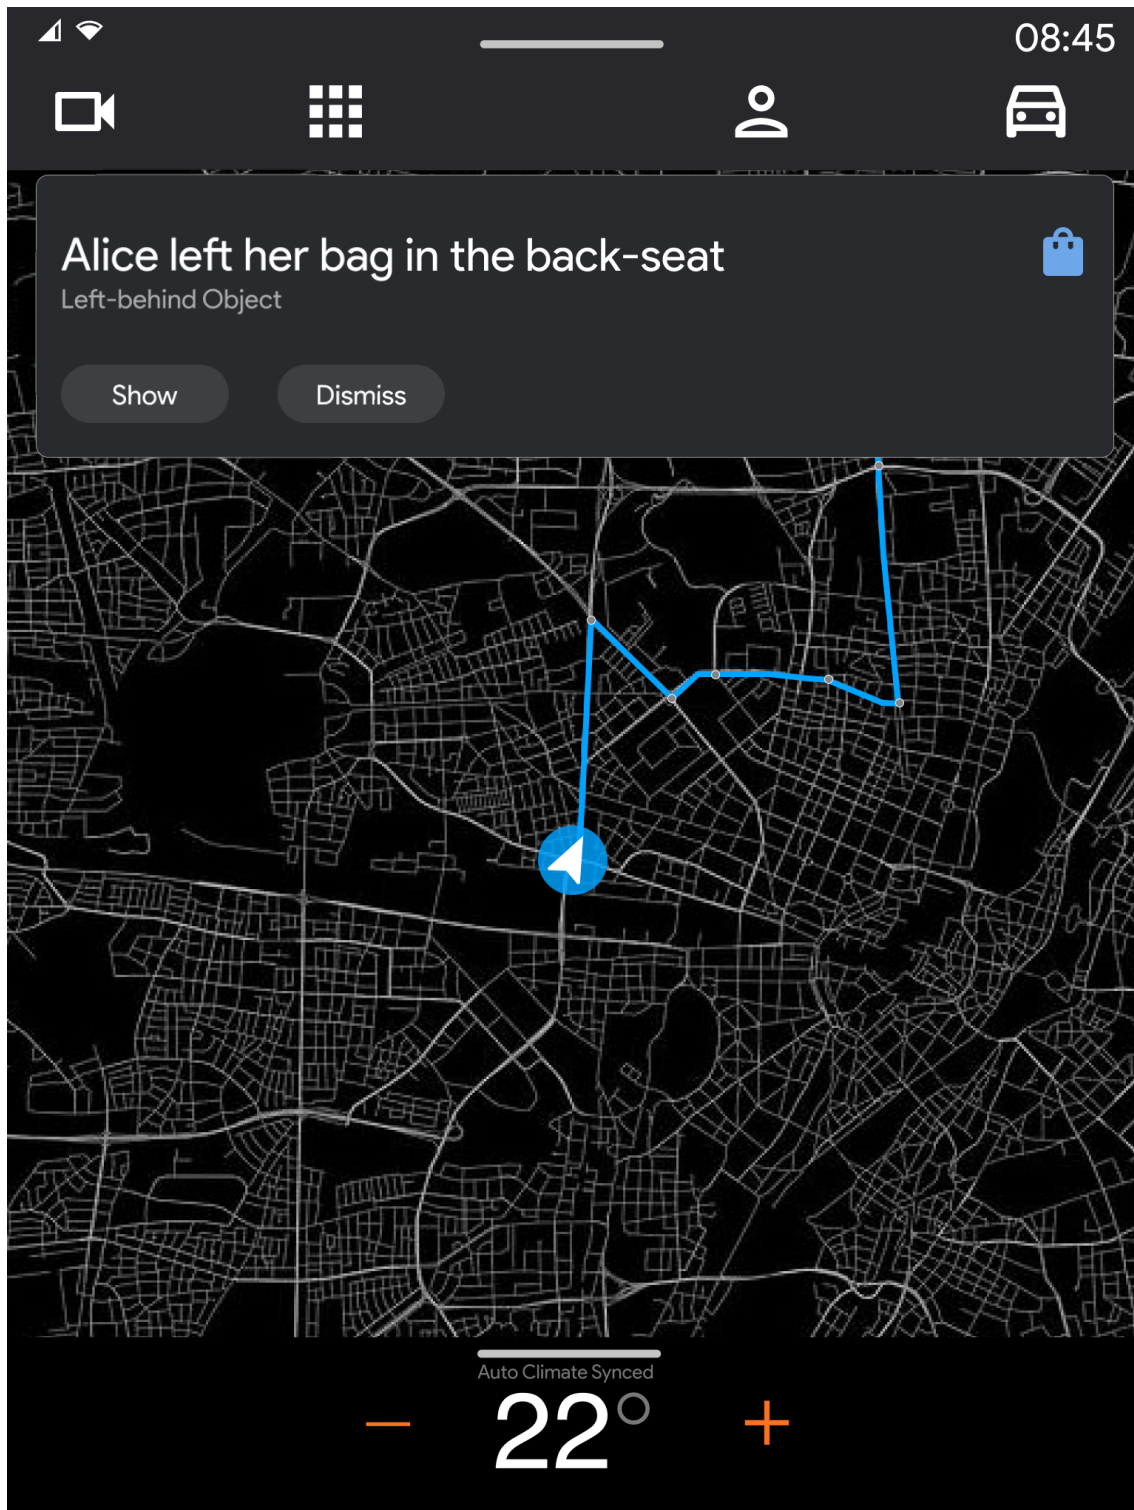 08:45
Alice left her bag in the back-seat
Left-behind Object
Show
Dismiss
Auto Climate Synced
22°